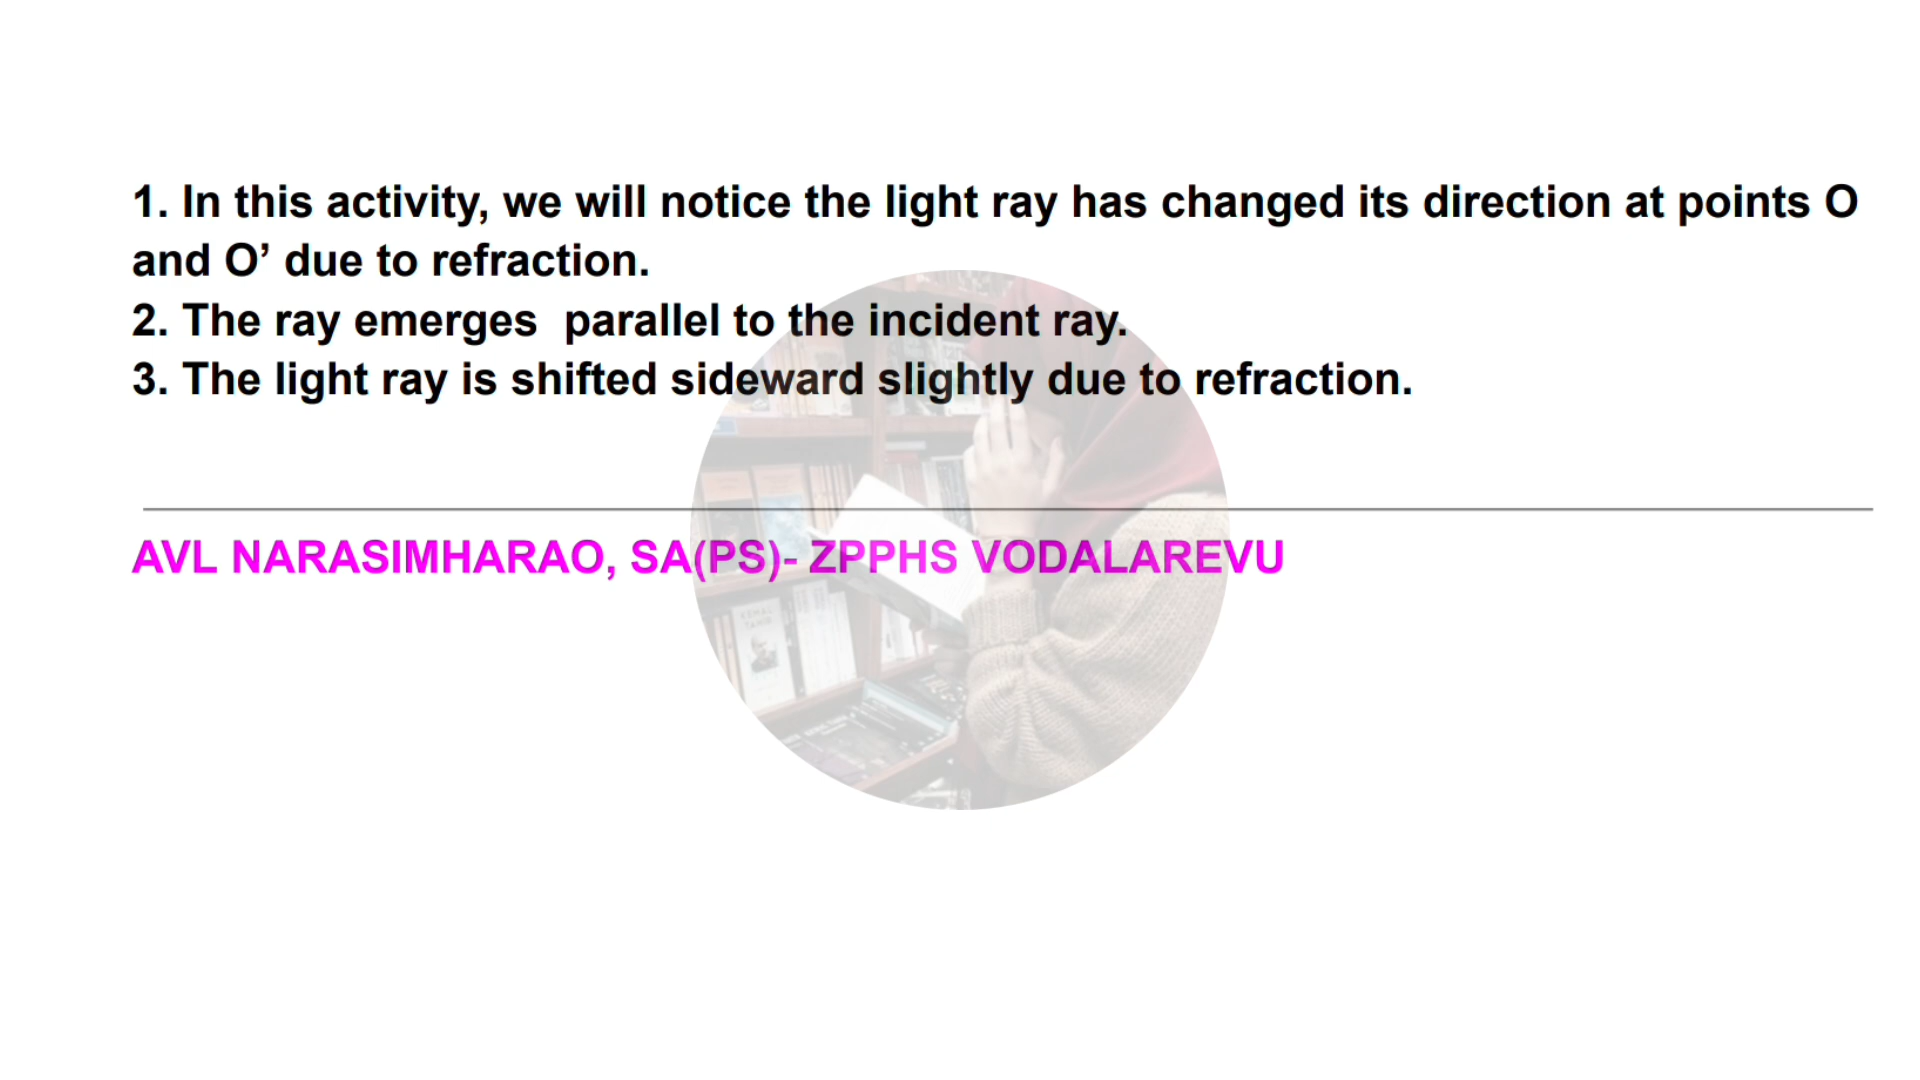 1. In this activity, we will notice the light ray has changed its direction at points O
and O’ due to refraction.
2. The ray emerges  parallel to the incident ray.
3. The light ray is shifted sideward slightly due to refraction.
AVL NARASIMHARAO, SA(PS)- ZPPHS VODALAREVU
KEMAL
TAHIR